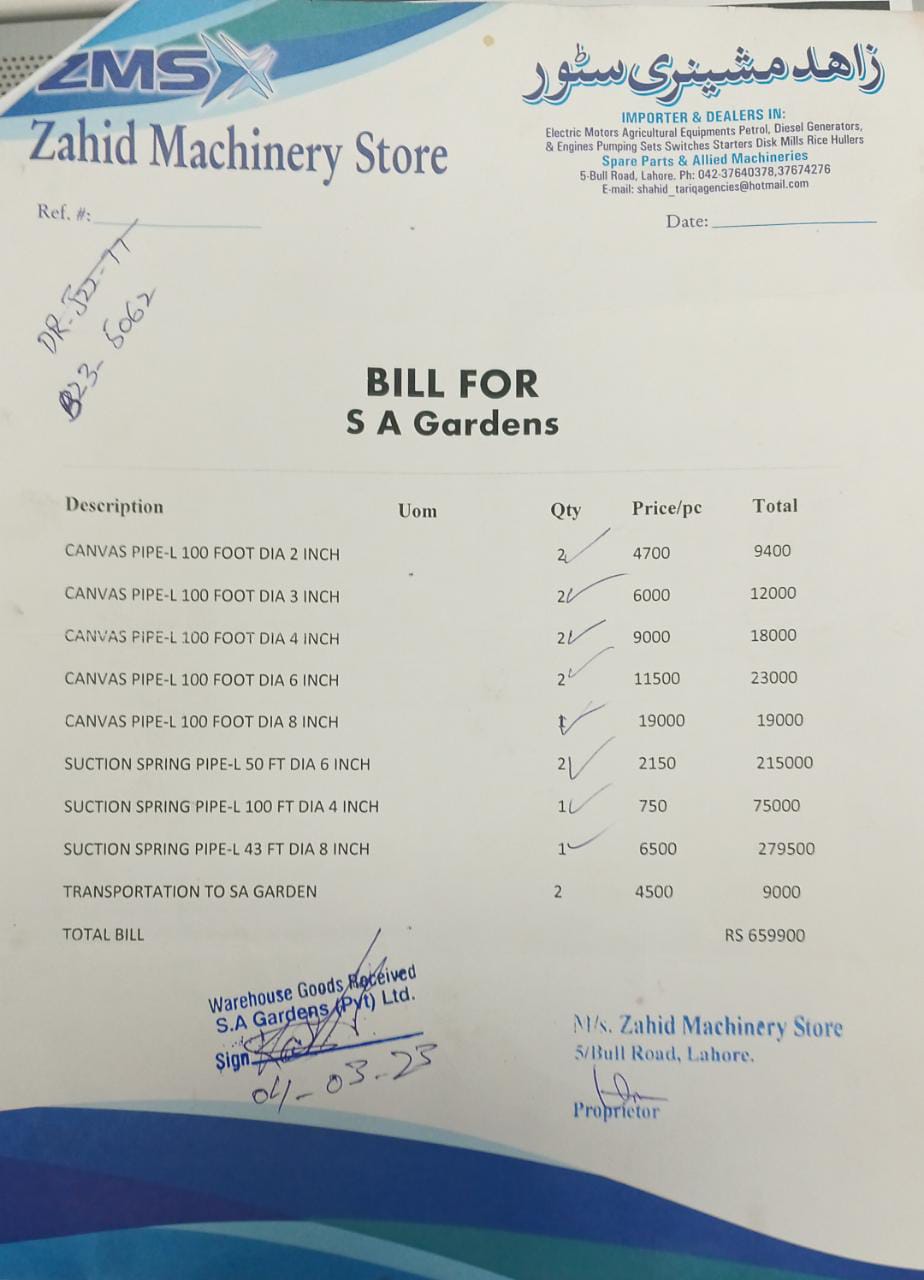 ZMS
Zahid Machinery Store
زاهد مشینری سٹور
IMPORTER & DEALERS IN:
Electric Motors Agricultural Equipments Petrol, Diesel Generators,
& Engines Pumping Sets Switches Starters Disk Mills Rice Hullers
Spare Parts & Allied Machineries
5-Bull Road, Lahore. Ph: 042-37640378,37674276
E-mail: shahid_tariqagencies@hotmail.com
Ref. #:
Date:
DR-J22-77
B23-5062
BILL FOR
S A Gardens
Description Uom Qty Price/pc Total
CANVAS PIPE-L 100 FOOT DIA 2 INCH 2 4700 9400
CANVAS PIPE-L 100 FOOT DIA 3 INCH 2 6000 12000
CANVAS PIPE-L 100 FOOT DIA 4 INCH 2 9000 18000
CANVAS PIPE-L 100 FOOT DIA 6 INCH 2 11500 23000
CANVAS PIPE-L 100 FOOT DIA 8 INCH 1 19000 19000
SUCTION SPRING PIPE-L 50 FT DIA 6 INCH 2 2150 215000
SUCTION SPRING PIPE-L 100 FT DIA 4 INCH 1 750 75000
SUCTION SPRING PIPE-L 43 FT DIA 8 INCH 1 6500 279500
TRANSPORTATION TO SA GARDEN 2 4500 9000
TOTAL BILL RS 659900
Warehouse Goods Received
S.A Gardens (Pvt) Ltd.
Sign
04-03-23
M/s. Zahid Machinery Store
5/Bull Road, Lahore.
Proprietor